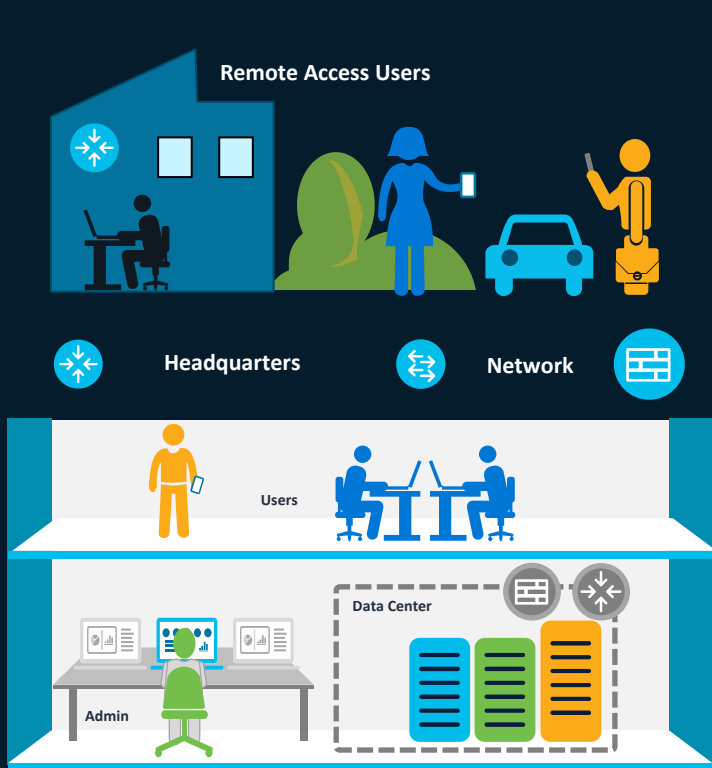 Remote Access Users
Headquarters
Network
Users
Data Center
Admin